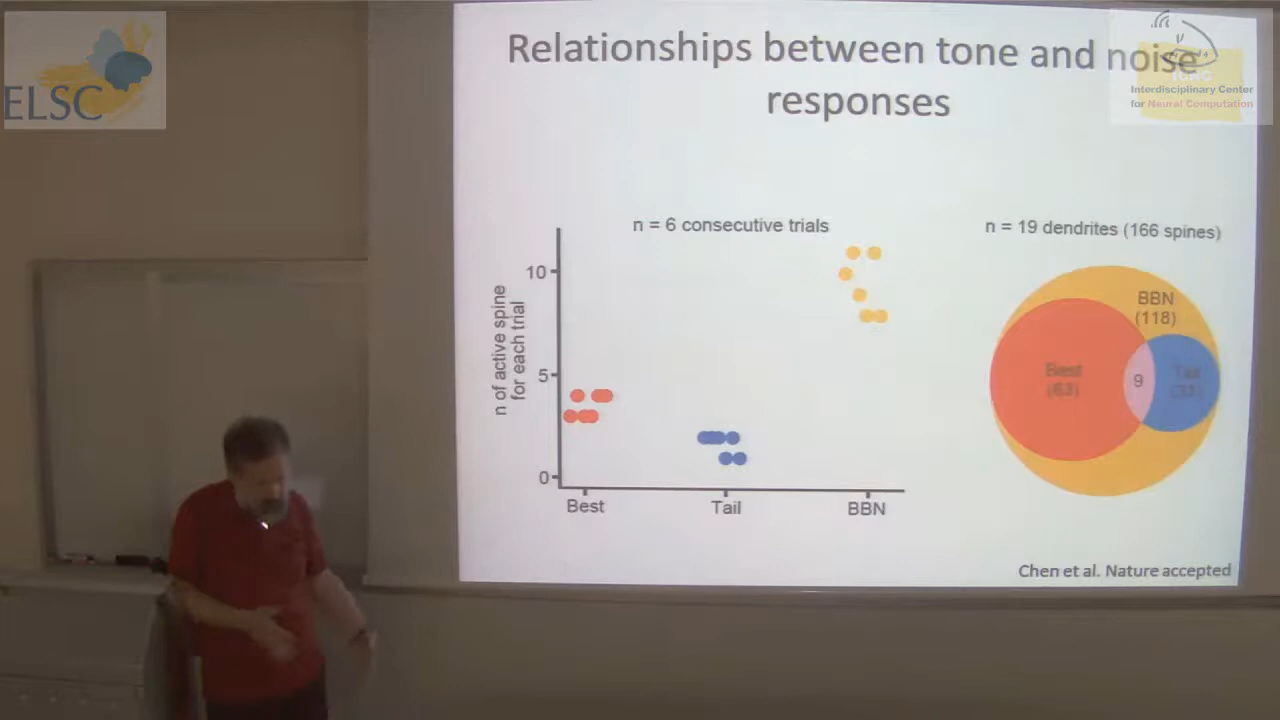 ELSC
Relationships between tone and noise
responses
Interdisciplinary Center
for Neural Computation
n = 6 consecutive trials
n of active spine
for each trial
10
5
0
Best
Tail
BBN
n = 19 dendrites (166 spines)
BBN
(118)
Best
(63)
9
Tail
Chen et al. Nature accepted